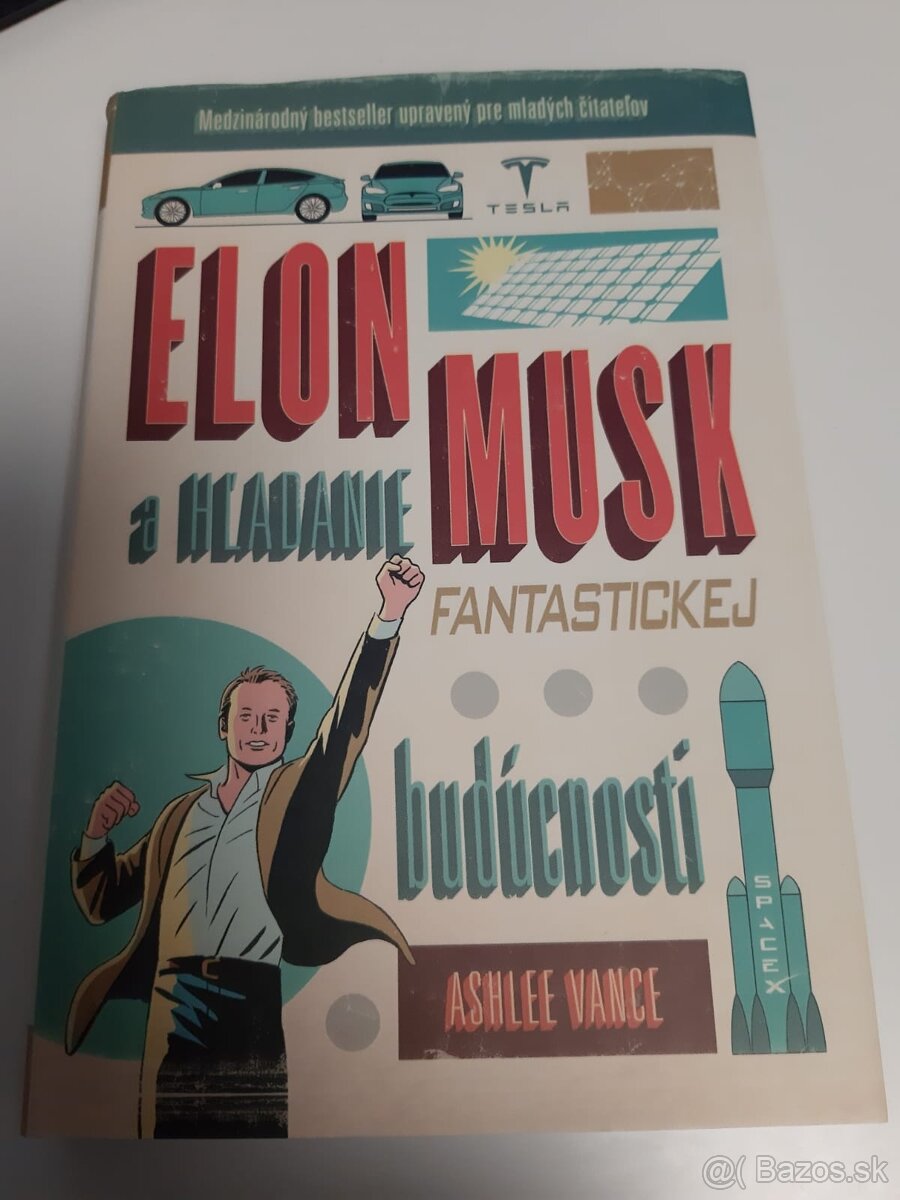 Medzinárodný bestseller upravený pre mladých čitateľov
TESLA
ELON
MUSK
a HĽADANIE
FANTASTICKEJ
budúcnosti
SPACEX
ASHLEE VANCE
@( Bazos.sk